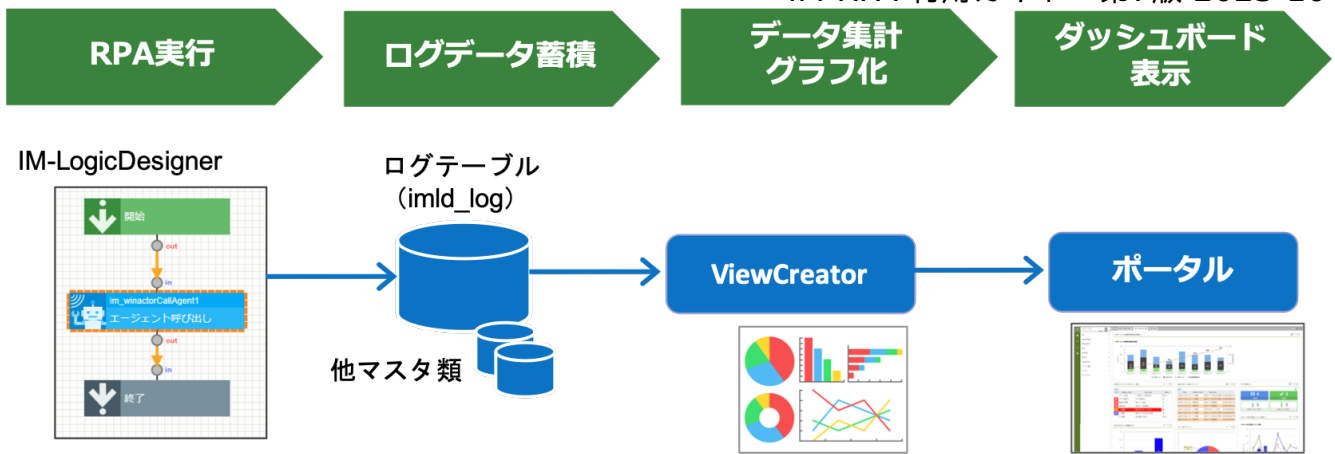 RPA実行
ログデータ蓄積
データ集計
グラフ化
ダッシュボード
表示
IM-LogicDesigner
開始
out
in
im_winactorCallAgent1
エージェント呼び出し
out
in
終了
ログテーブル
（imld_log）
他マスタ類
ViewCreator
ポータル